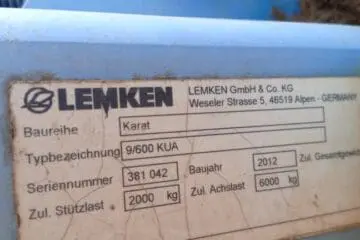 LEMKEN
LEMKEN GmbH & Co. KG
Weseler Strasse 5, 46519 Alpen - GERMANY
Baureihe Karat
Typbezeichnung 9/600 KUA
Seriennummer 381 042 Baujahr 2012 Zul. Gesamtgewicht
Zul. Stützlast 2000 kg Zul. Achslast 6000 kg